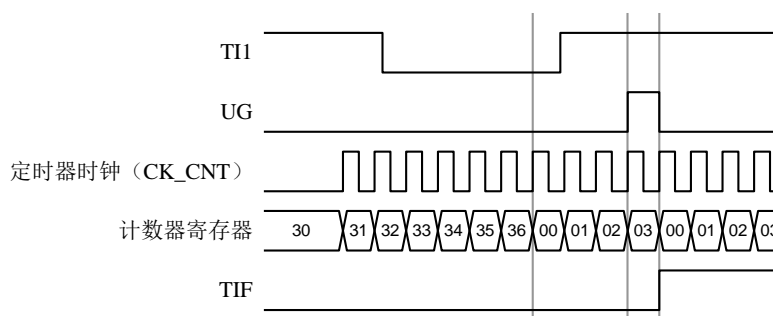 TI1
UG
定时器时钟（CK_CNT）
计数器寄存器 30 31 32 33 34 35 36 00 01 02 03 00 01 02 03
TIF